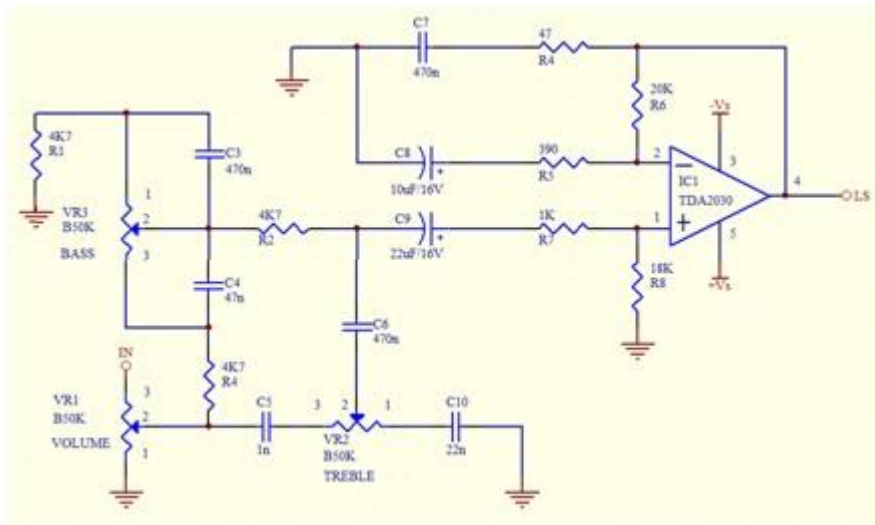 C7
470n
47
R4
20K
R6
-Vs
4K7
R1
C3
470n
C8
+
10uF/16V
390
R5
2
3
IC1
TDA2030
4
LS
1
2
3
VR3
B50K
BASS
4K7
R2
C9
+
22uF/16V
1K
R7
1
5
+Vs
18K
R8
C4
47n
C6
470n
IN
4K7
R4
3
2
1
VR1
B50K
VOLUME
C5
1n
3
2
1
VR2
B50K
TREBLE
C10
22n